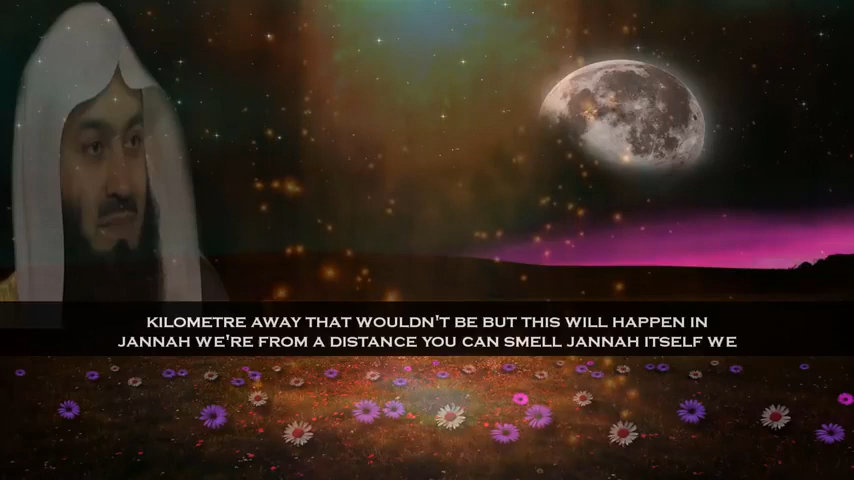 KILOMETRE AWAY THAT WOULDN'T BE BUT THIS WILL HAPPEN IN
JANNAH WE'RE FROM A DISTANCE YOU CAN SMELL JANNAH ITSELF WE